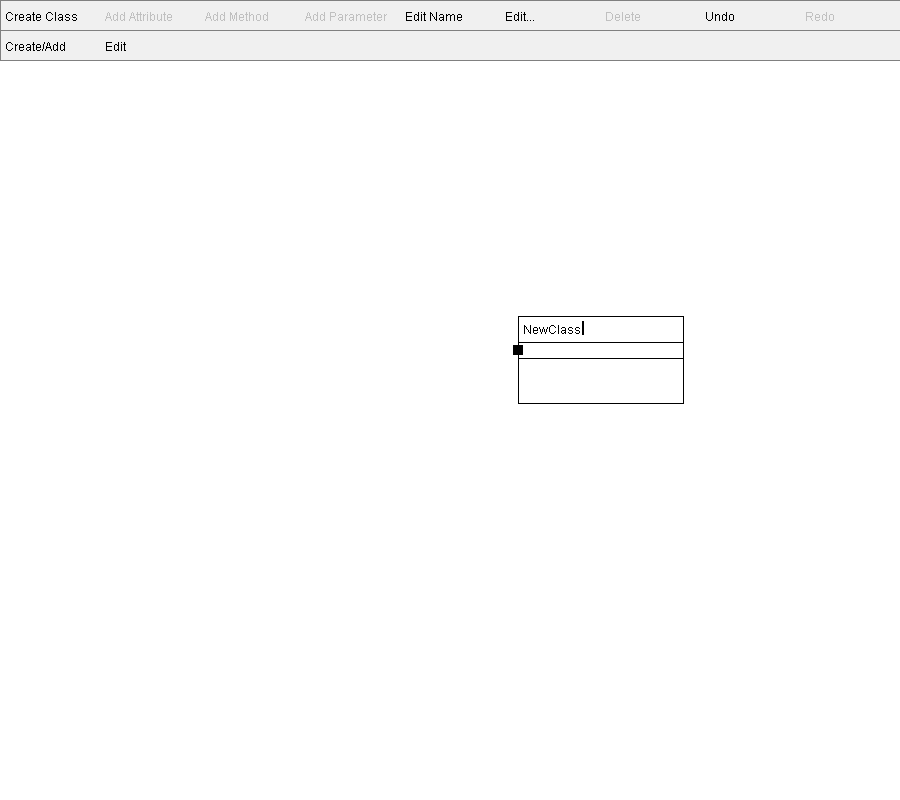 Create Class Add Attribute Add Method Add Parameter Edit Name Edit... Delete Undo Redo
Create/Add Edit
NewClass